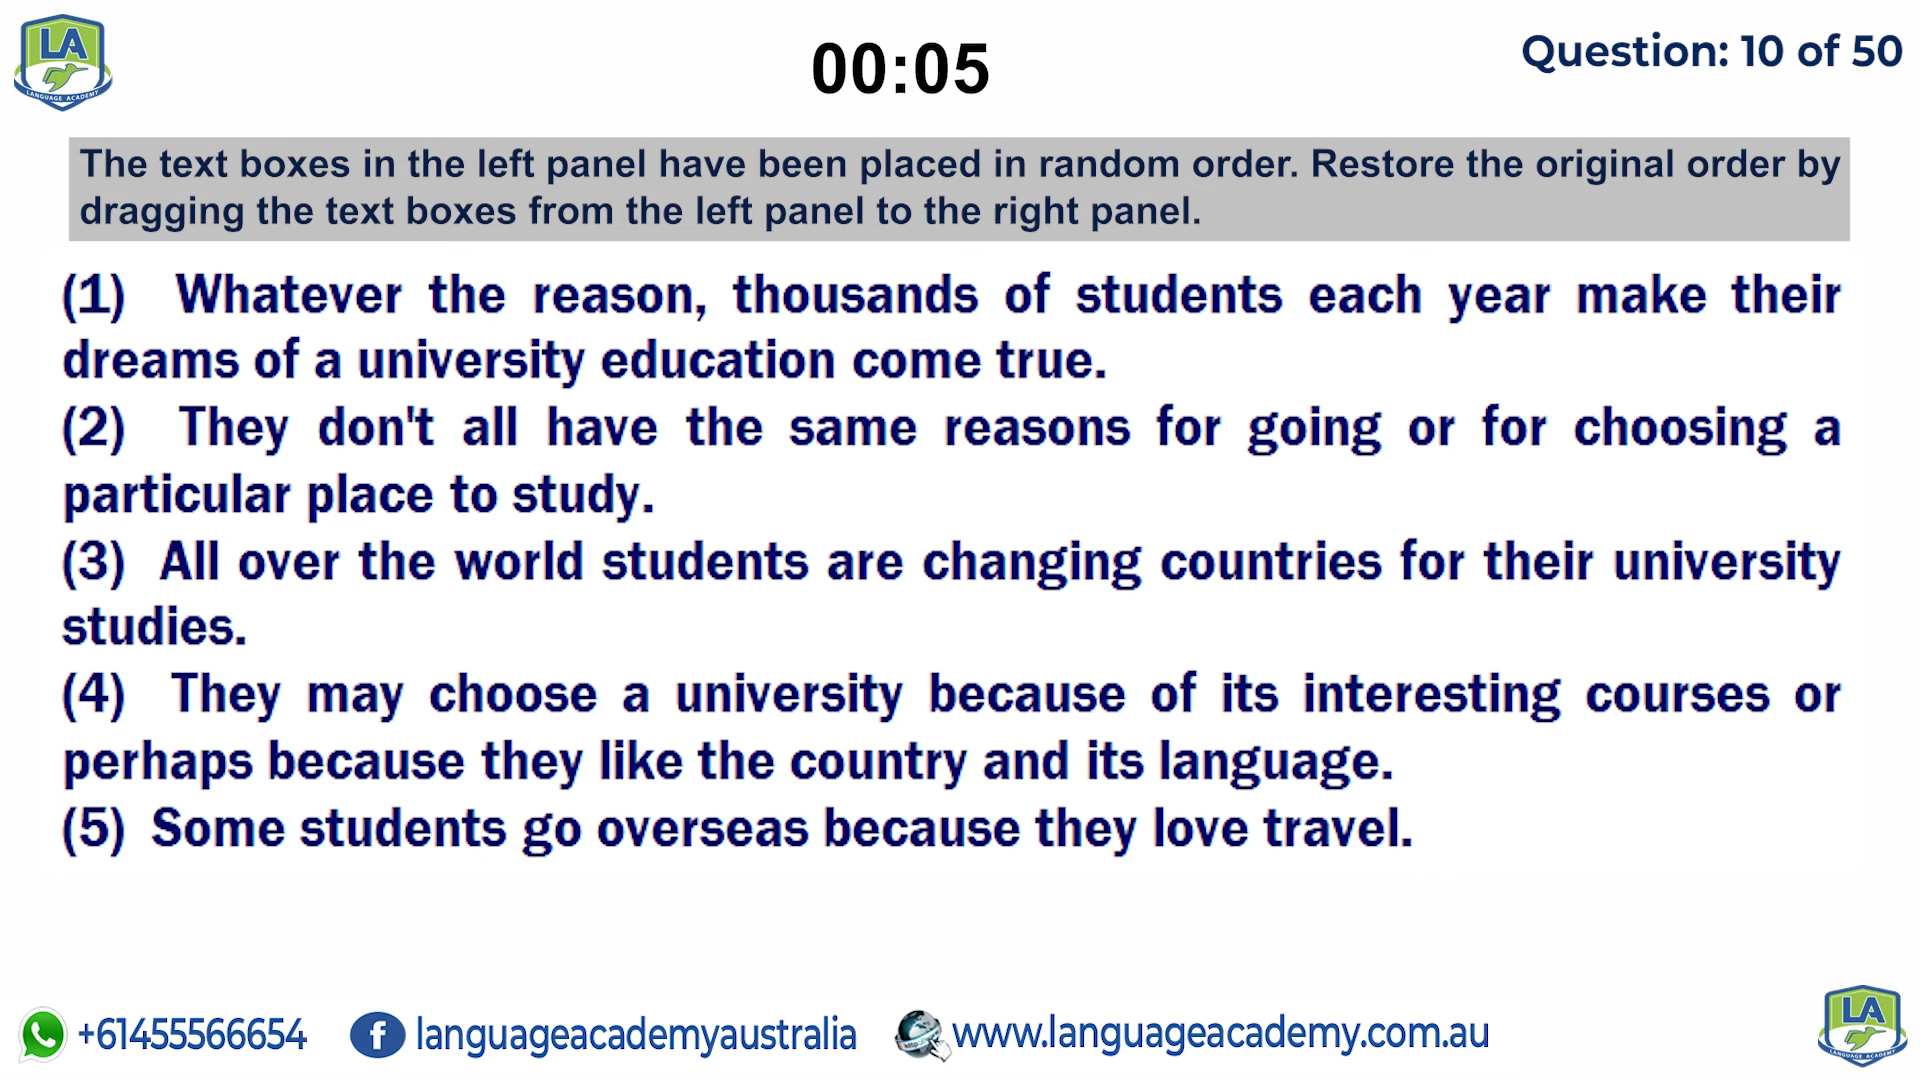 LA
LANGUAGE ACADEMY
00:05
Question: 10 of 50
The text boxes in the left panel have been placed in random order. Restore the original order by
dragging the text boxes from the left panel to the right panel.
(1) Whatever the reason, thousands of students each year make their
dreams of a university education come true.
(2) They don't all have the same reasons for going or for choosing a
particular place to study.
(3) All over the world students are changing countries for their university
studies.
(4) They may choose a university because of its interesting courses or
perhaps because they like the country and its language.
(5) Some students go overseas because they love travel.
+61455566654
languageacademyaustralia
www.languageacademy.com.au
LA
LANGUAGE ACADEMY